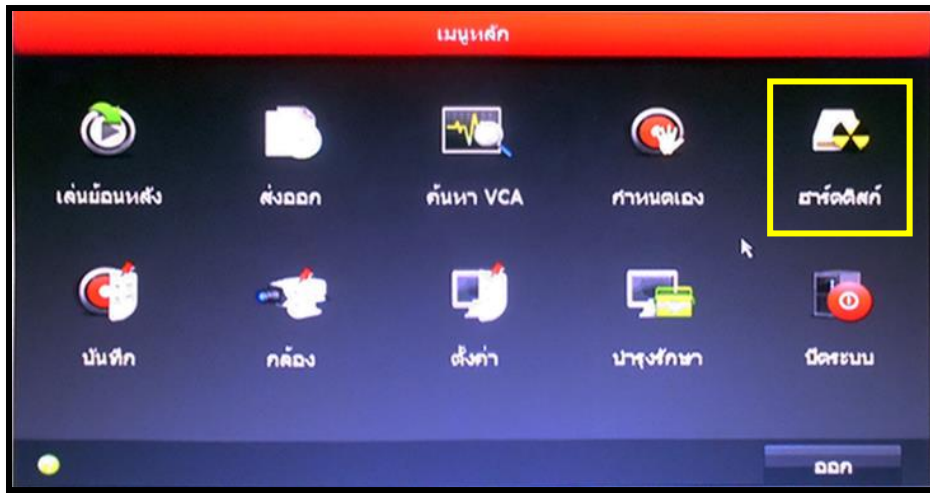 เมนูหลัก
เล่นย้อนหลัง
ส่งออก
ค้นหา VCA
กำหนดเอง
ฮาร์ดดิสก์
บันทึก
กล้อง
ตั้งค่า
บำรุงรักษา
ปิดระบบ
ออก